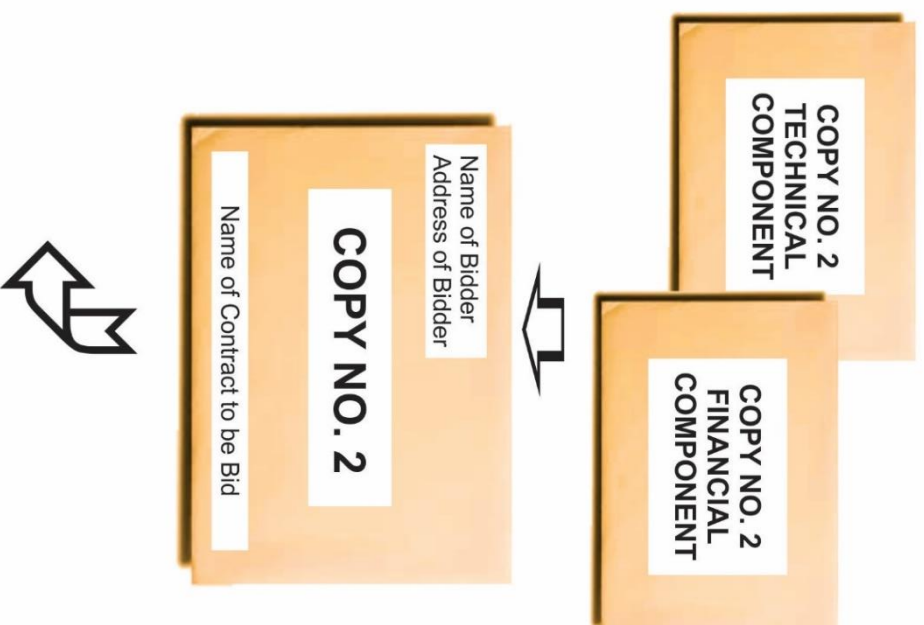 COPY NO. 2
TECHNICAL
COMPONENT
COPY NO. 2
FINANCIAL
COMPONENT
Name of Bidder
Address of Bidder
COPY NO. 2
Name of Contract to be Bid